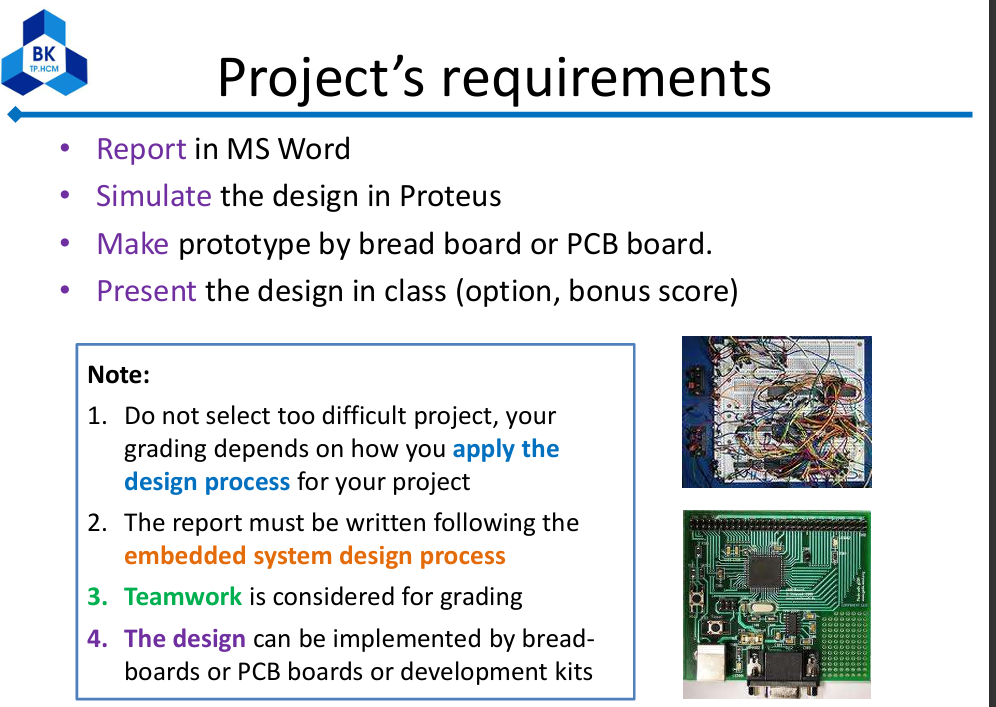 BK
TP.HCM
Project’s requirements
• Report in MS Word
• Simulate the design in Proteus
• Make prototype by bread board or PCB board.
• Present the design in class (option, bonus score)
Note:
1. Do not select too difficult project, your
grading depends on how you apply the
design process for your project
2. The report must be written following the
embedded system design process
3. Teamwork is considered for grading
4. The design can be implemented by bread-
boards or PCB boards or development kits